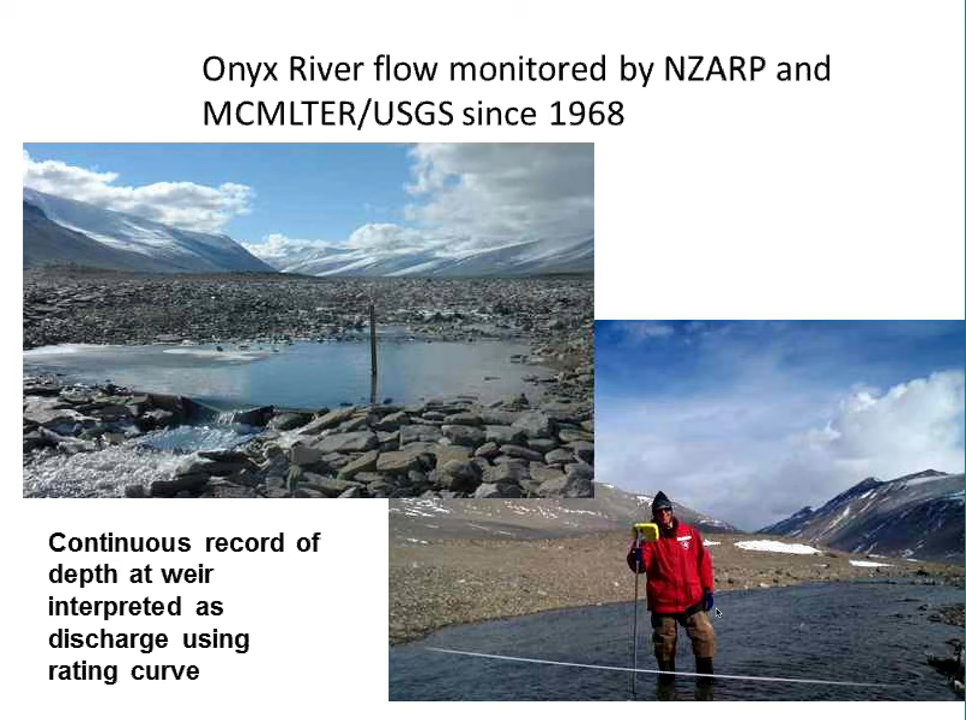 Onyx River flow monitored by NZARP and
MCMLTER/USGS since 1968
Continuous record of
depth at weir
interpreted as
discharge using
rating curve